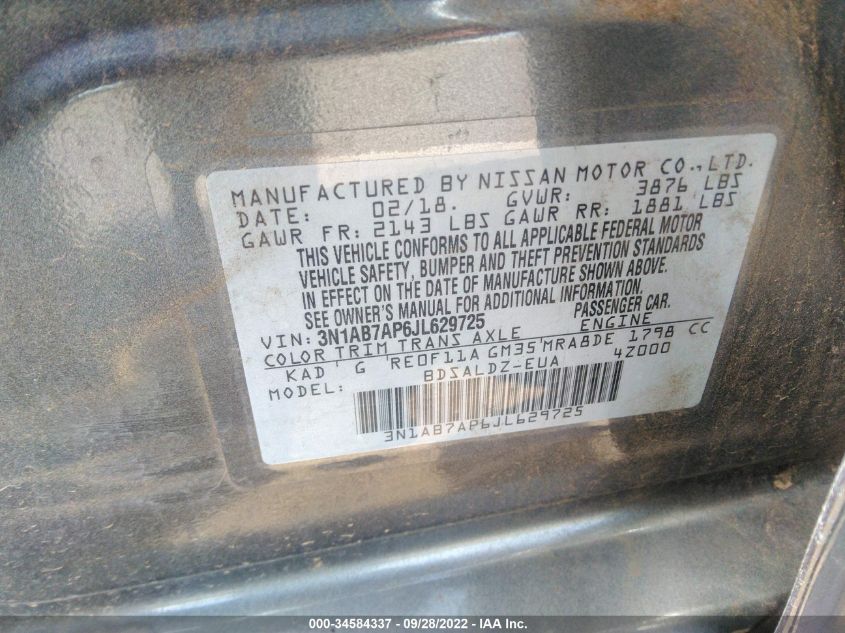 MANUFACTURED BY NISSAN MOTOR CO.,LTD.
DATE: 02/18. GVWR: 3876 LBS
GAWR FR: 2143 LBS GAWR RR: 1881 LBS
THIS VEHICLE CONFORMS TO ALL APPLICABLE FEDERAL MOTOR
VEHICLE SAFETY, BUMPER AND THEFT PREVENTION STANDARDS
IN EFFECT ON THE DATE OF MANUFACTURE SHOWN ABOVE.
SEE OWNER'S MANUAL FOR ADDITIONAL INFORMATION.
VIN: 3N1AB7AP6JL629725 PASSENGER CAR.
COLOR TRIM TRANS AXLE ENGINE
KAD G RE0F11A GM35 MRA8DE 1798 CC
MODEL: BDSALDZ-EUA 4Z000
3N1AB7AP6JL629725
000-34584337 - 09/28/2022 - IAA Inc.